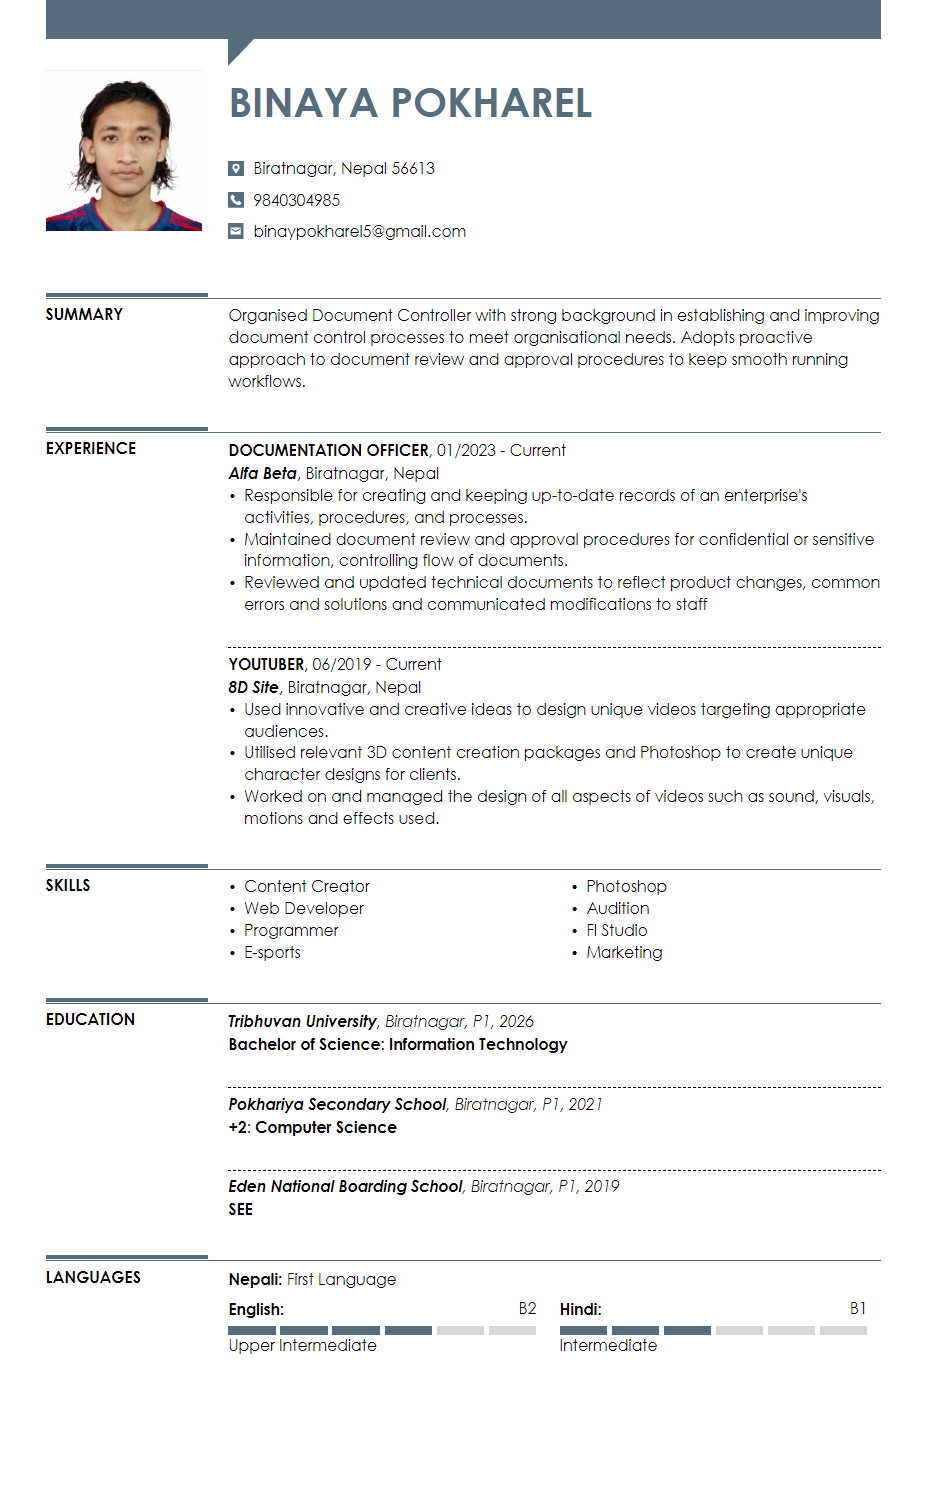 BINAYA POKHAREL
Biratnagar, Nepal 56613
9840304985
binaypokharel5@gmail.com
SUMMARY
Organised Document Controller with strong background in establishing and improving
document control processes to meet organisational needs. Adopts proactive
approach to document review and approval procedures to keep smooth running
workflows.
EXPERIENCE
DOCUMENTATION OFFICER, 01/2023 - Current
Alfa Beta, Biratnagar, Nepal
• Responsible for creating and keeping up-to-date records of an enterprise's
activities, procedures, and processes.
• Maintained document review and approval procedures for confidential or sensitive
information, controlling flow of documents.
• Reviewed and updated technical documents to reflect product changes, common
errors and solutions and communicated modifications to staff
YOUTUBER, 06/2019 - Current
8D Site, Biratnagar, Nepal
• Used innovative and creative ideas to design unique videos targeting appropriate
audiences.
• Utilised relevant 3D content creation packages and Photoshop to create unique
character designs for clients.
• Worked on and managed the design of all aspects of videos such as sound, visuals,
motions and effects used.
SKILLS
• Content Creator
• Web Developer
• Programmer
• E-sports
• Photoshop
• Audition
• Fl Studio
• Marketing
EDUCATION
Tribhuvan University, Biratnagar, P1, 2026
Bachelor of Science: Information Technology
Pokhariya Secondary School, Biratnagar, P1, 2021
+2: Computer Science
Eden National Boarding School, Biratnagar, P1, 2019
SEE
LANGUAGES
Nepali: First Language
English: B2
Upper Intermediate
Hindi: B1
Intermediate